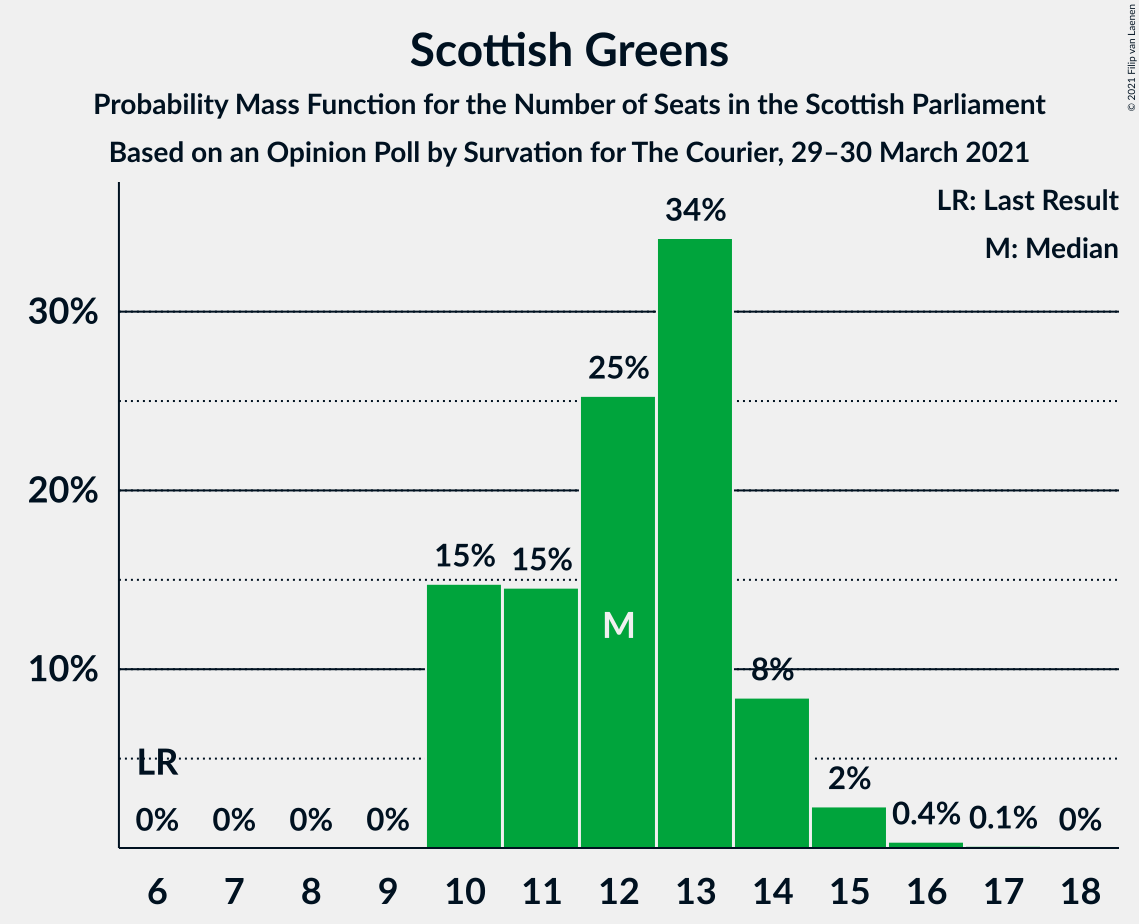 Scottish Greens
Probability Mass Function for the Number of Seats in the Scottish Parliament
Based on an Opinion Poll by Survation for The Courier, 29–30 March 2021
© 2021 Filip van Laenen
LR: Last Result
M: Median
34%
30%
25%
20%
15% 15%
M
10%
8%
LR
2%
0% 0% 0% 0% 0.4% 0.1% 0%
6 7 8 9 10 11 12 13 14 15 16 17 18